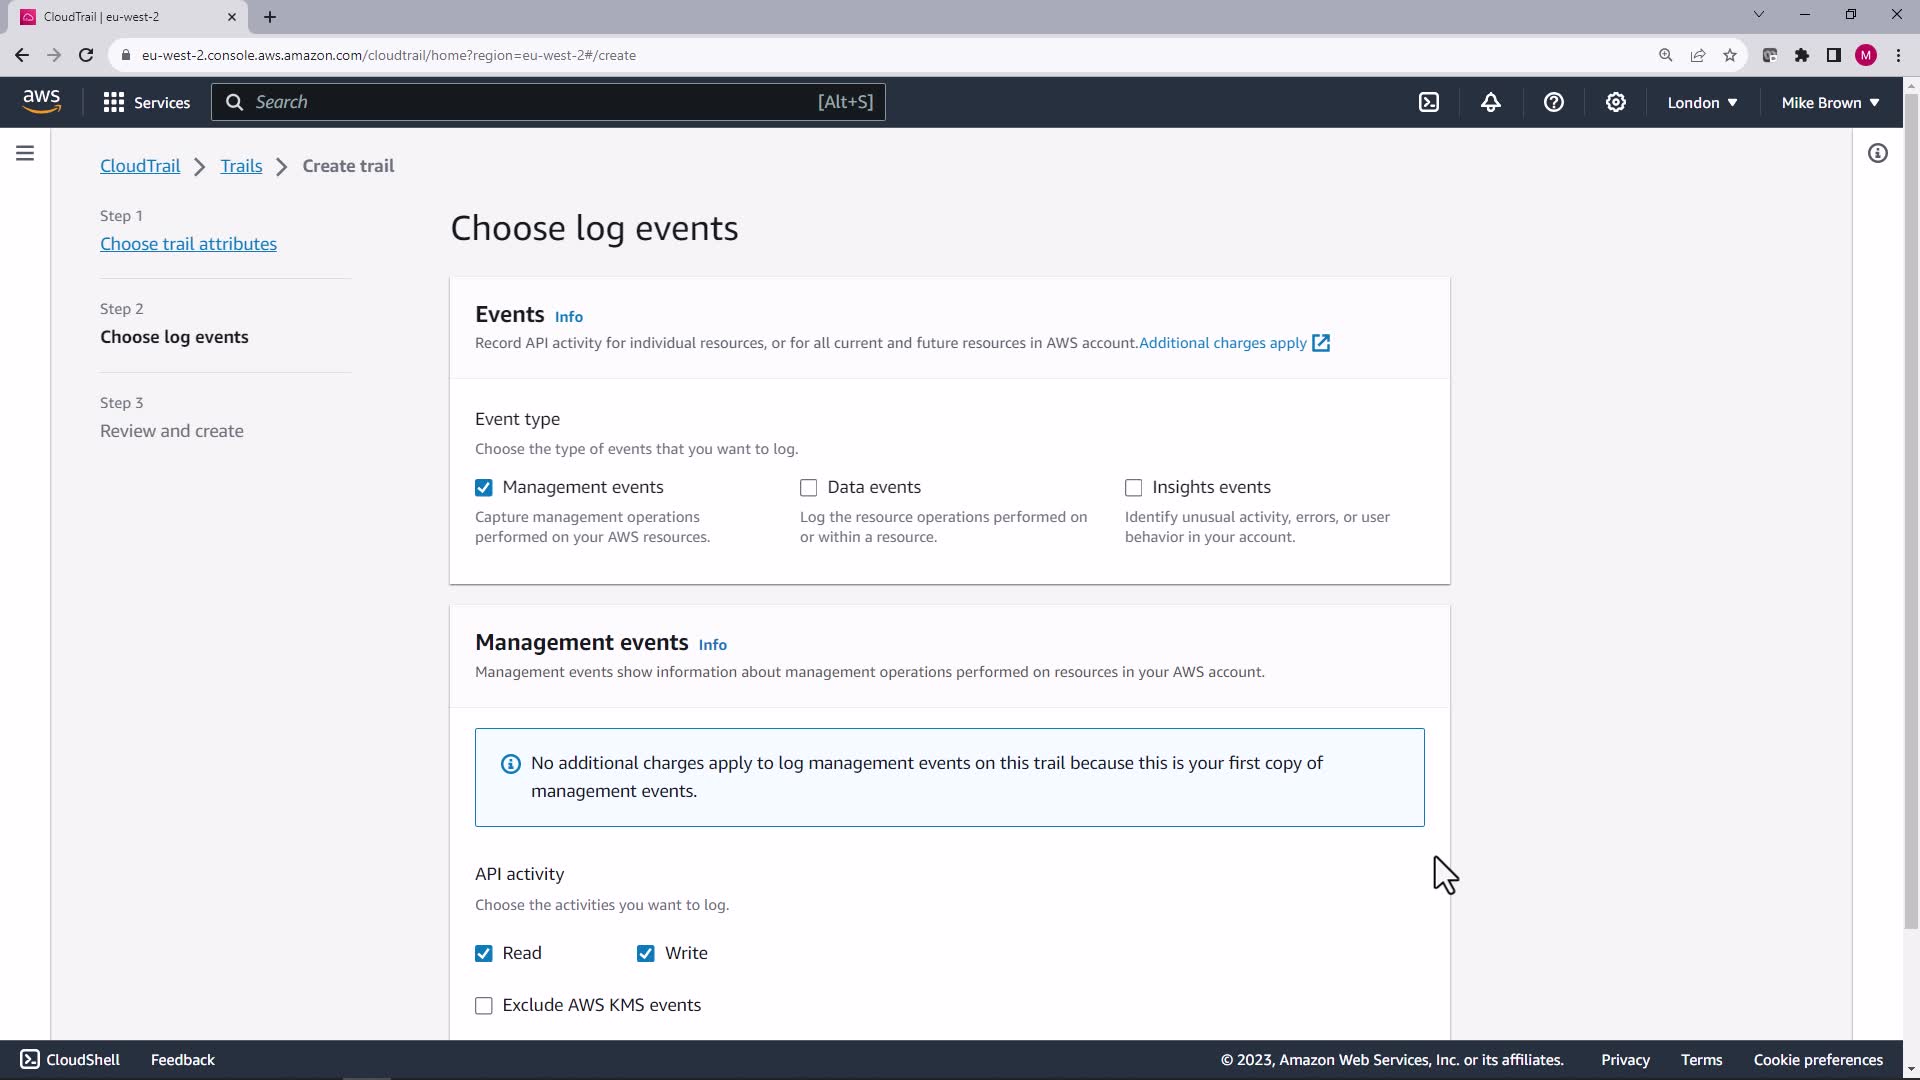 CloudTrail | eu-west-2
eu-west-2.console.aws.amazon.com/cloudtrail/home?region=eu-west-2#/create
M
aws
Services
Search
[Alt+S]
London
Mike Brown
CloudTrail
Trails
Create trail
Step 1
Choose trail attributes
Step 2
Choose log events
Step 3
Review and create
Choose log events
Events Info
Record API activity for individual resources, or for all current and future resources in AWS account.Additional charges apply
Event type
Choose the type of events that you want to log.
Management events
Capture management operations
performed on your AWS resources.
Data events
Log the resource operations performed on
or within a resource.
Insights events
Identify unusual activity, errors, or user
behavior in your account.
Management events Info
Management events show information about management operations performed on resources in your AWS account.
No additional charges apply to log management events on this trail because this is your first copy of
management events.
API activity
Choose the activities you want to log.
Read
Write
Exclude AWS KMS events
CloudShell
Feedback
© 2023, Amazon Web Services, Inc. or its affiliates.
Privacy
Terms
Cookie preferences